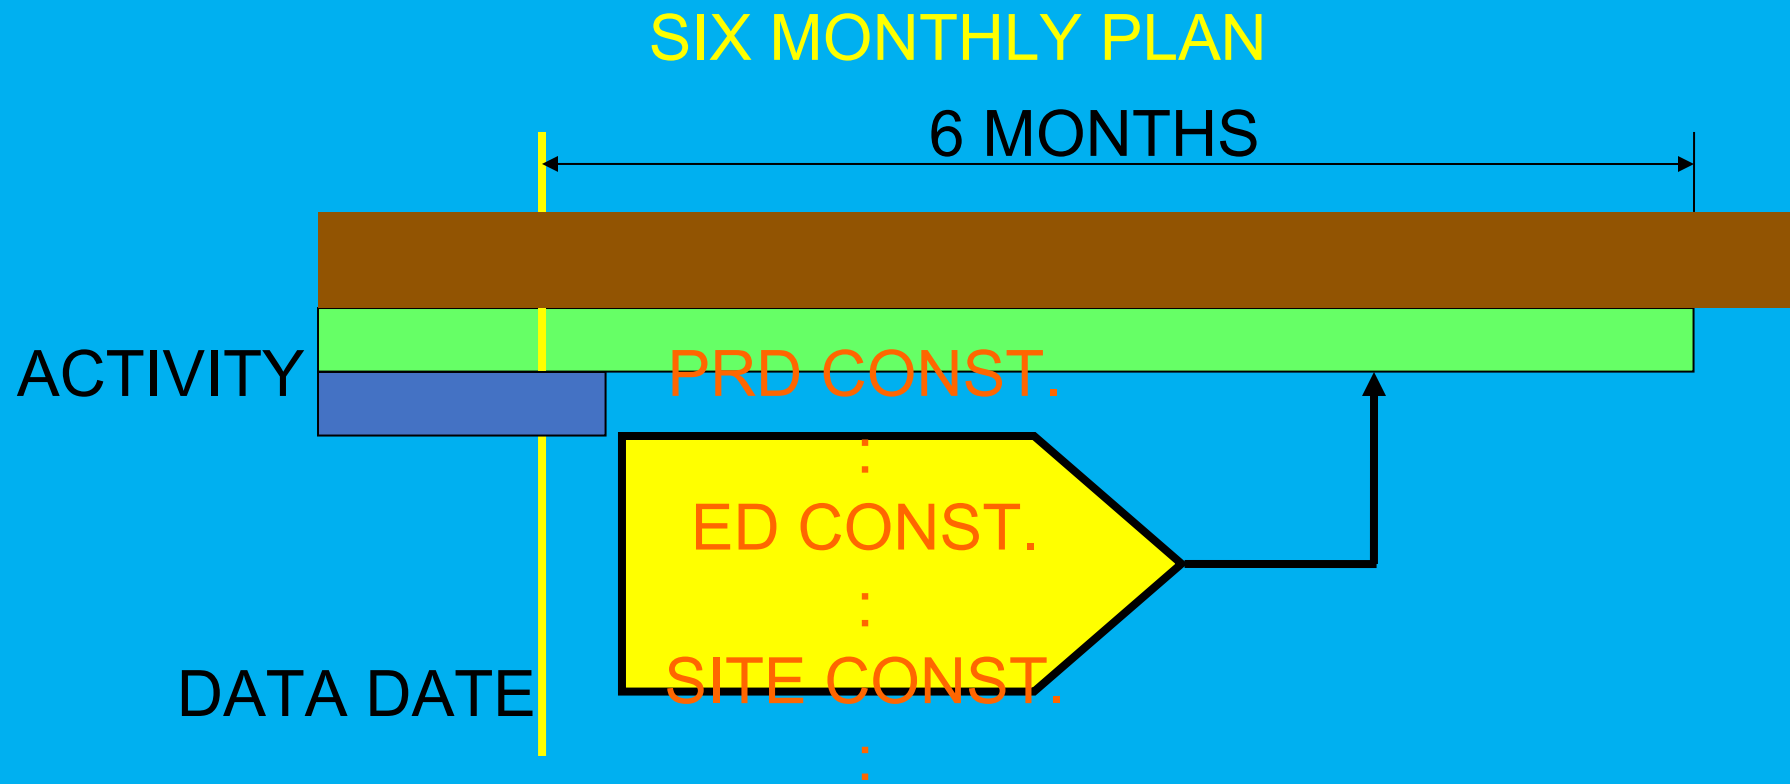 SIX MONTHLY PLAN
6 MONTHS
ACTIVITY
PRD CONST.
:
ED CONST.
:
SITE CONST.
:
DATA DATE